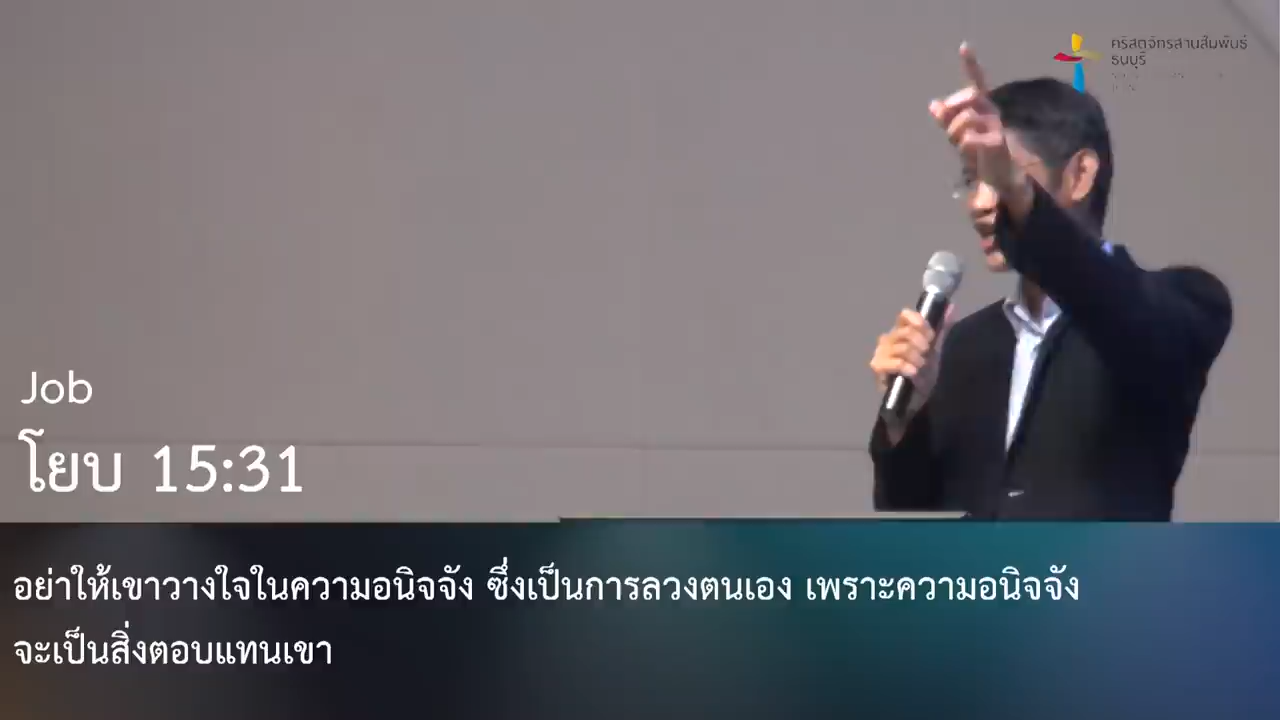 คริสตจักรสานสัมพันธ์
ธนบุรี
Job
โยบ 15:31
อย่าให้เขาวางใจในความอนิจจัง ซึ่งเป็นการลวงตนเอง เพราะความอนิจจัง
จะเป็นสิ่งตอบแทนเขา